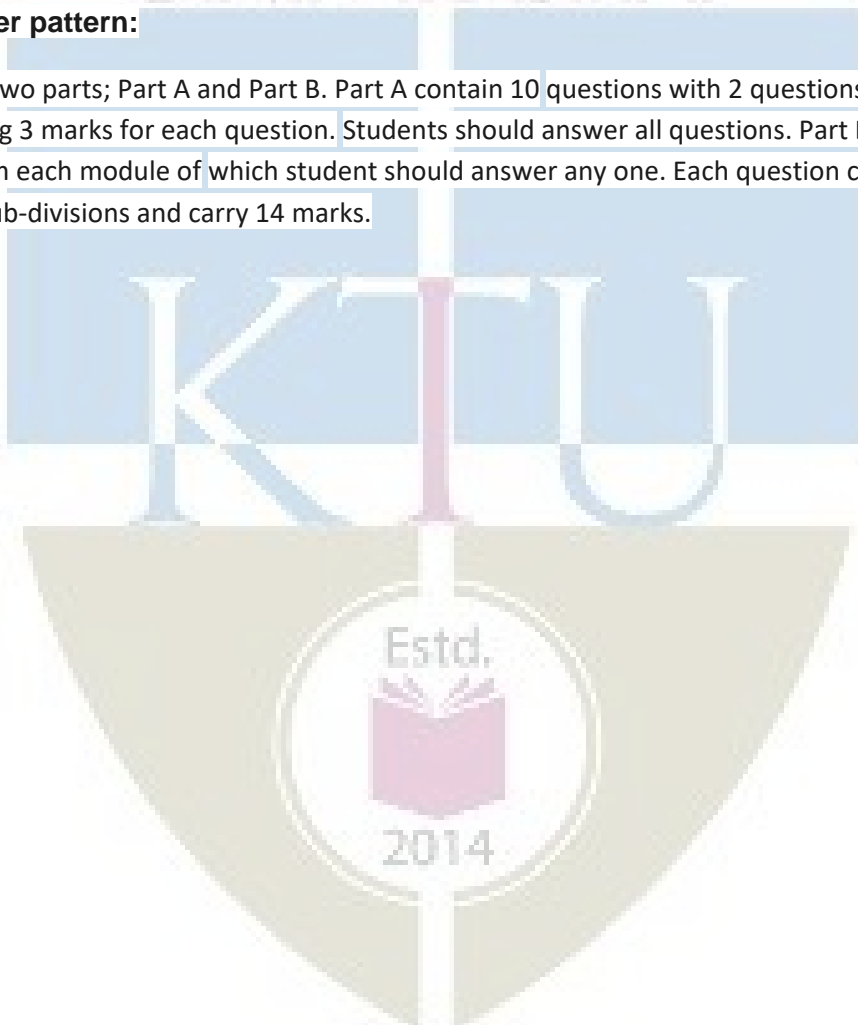 er pattern:
wo parts; Part A and Part B. Part A contain 10 questions with 2 questions
g 3 marks for each question. Students should answer all questions. Part
n each module of which student should answer any one. Each question c
ub-divisions and carry 14 marks.
KTU
Estd.
2014